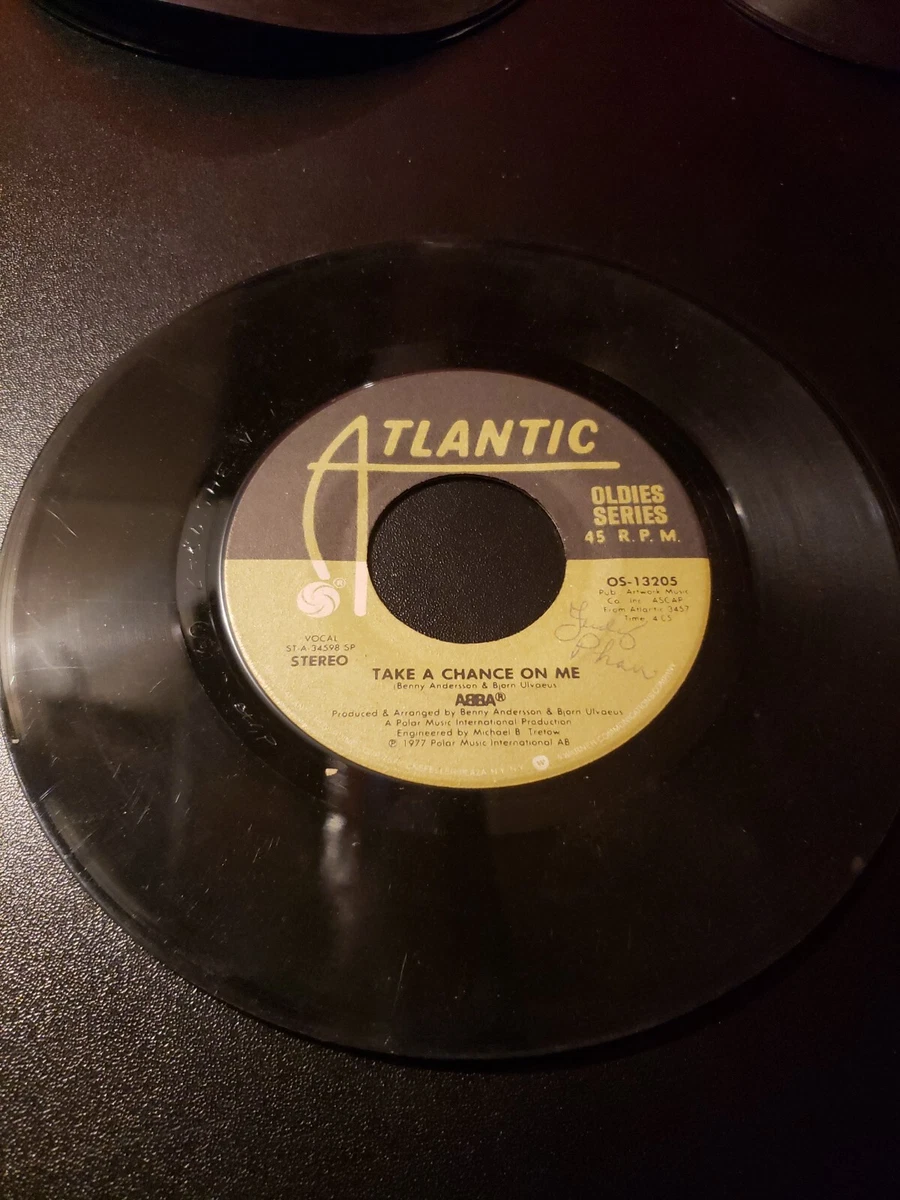 ATLANTIC
OLDIES
SERIES
45 R.P.M.
®
OS-13205
Pub. Artwork Music
Co. Inc. ASCAP
From Atlantic 3457
Time: 4:05
VOCAL
ST-A-34598 SP
STEREO
TAKE A CHANCE ON ME
Benny Andersson & Bjorn Ulvaeus
ABBA®
Produced & Arranged by Benny Andersson & Bjorn Ulvaeus
A Polar Music International Production
Engineered by Michael B. Tretow
℗ 1977 Polar Music International AB
Phan